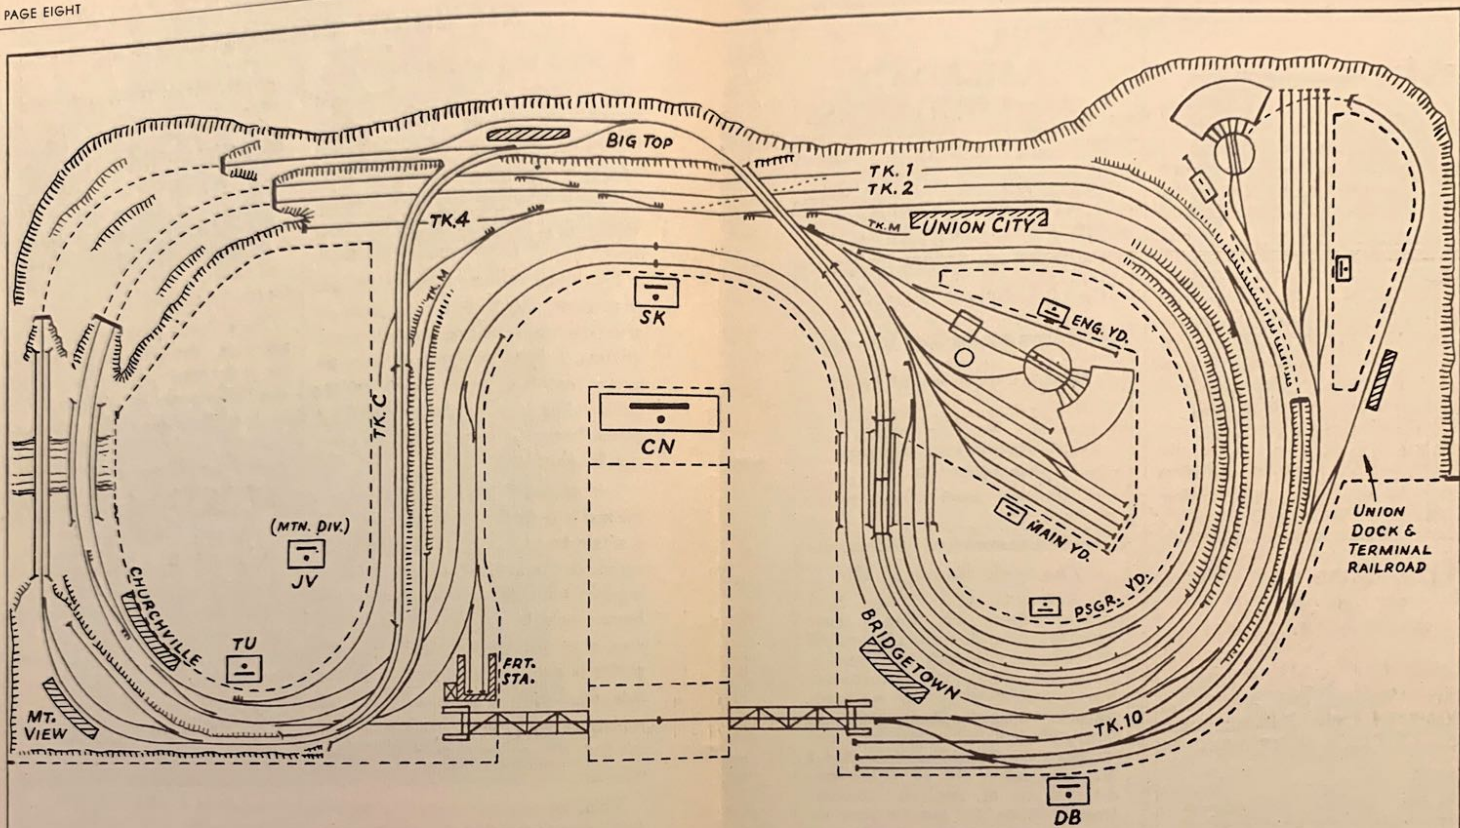 PAGE EIGHT
BIG TOP
TK. 1
TK. 2
TK.4
TK.M
UNION CITY
TK.M
SK
ENG. YD.
TK.C
CN
(MTN. DIV.)
JV
MAIN YD.
UNION
DOCK &
TERMINAL
RAILROAD
CHURCHVILLE
TU
PSGR. YD.
BRIDGETOWN
FRT.
STA.
MT.
VIEW
TK.10
DB